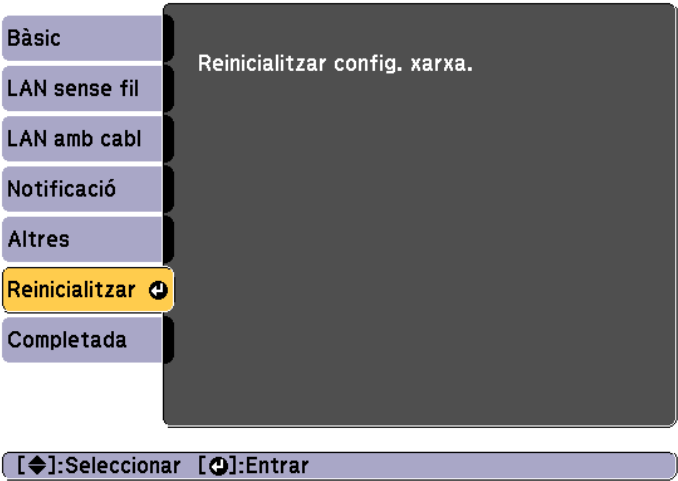 Bàsic
LAN sense fil
LAN amb cabl
Notificació
Altres
Reinicialitzar
Completada
Reinicialitzar config. xarxa.
[◆]:Seleccionar [⏎]:Entrar